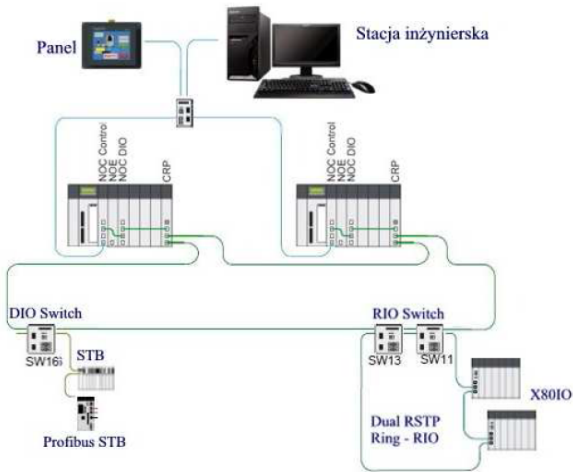 Panel
Stacja inżynierska
NOC Control
NOE
NOC DIO
CRP
NOC Control
NOE
NOC DIO
CRP
DIO Switch
RIO Switch
SW16
STB
SW13
SW11
X80IO
Profibus STB
Dual RSTP
Ring - RIO